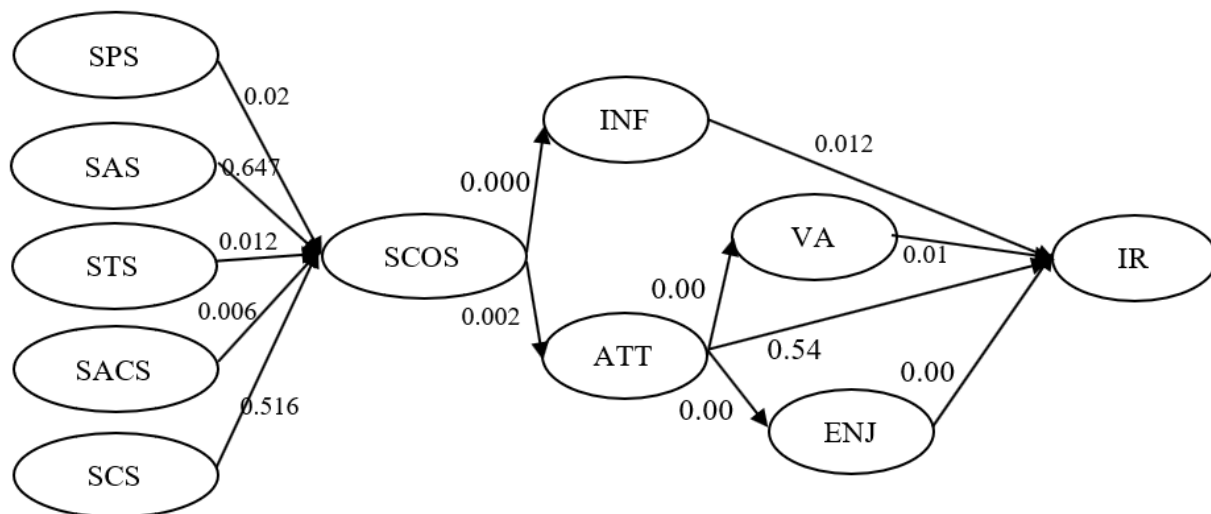 SPS
0.02
SAS
0.647
STS
0.012
SACS
0.006
SCS
0.516
SCOS
0.000
0.002
INF
0.012
VA
0.01
0.00
ATT
0.54
0.00
ENJ
0.00
IR